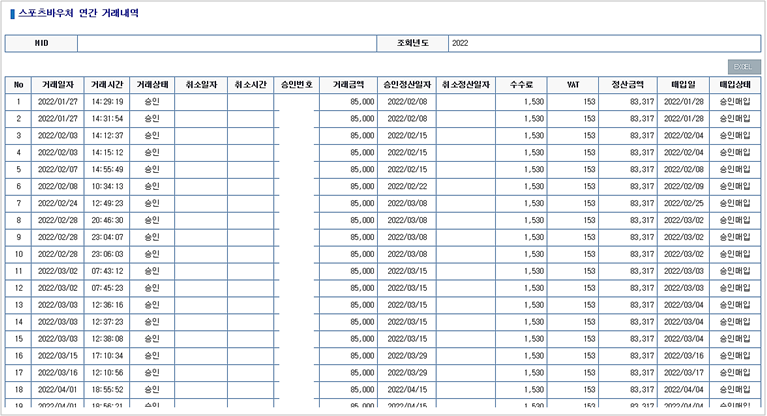 스포츠바우처 연간 거래내역
MID 조회년도 2022
EXCEL
No 거래일자 거래시간 거래상태 취소일자 취소시간 승인번호 거래금액 승인정산일자 취소정산일자 수수료 VAT 정산금액 매입일 매입상태
1 2022/01/27 14:29:19 승인 85,000 2022/02/08 1,530 153 83,317 2022/01/28 승인매입
2 2022/01/27 14:31:54 승인 85,000 2022/02/08 1,530 153 83,317 2022/01/28 승인매입
3 2022/02/03 14:12:37 승인 85,000 2022/02/15 1,530 153 83,317 2022/02/04 승인매입
4 2022/02/03 14:15:12 승인 85,000 2022/02/15 1,530 153 83,317 2022/02/04 승인매입
5 2022/02/07 14:55:49 승인 85,000 2022/02/15 1,530 153 83,317 2022/02/08 승인매입
6 2022/02/08 10:34:13 승인 85,000 2022/02/22 1,530 153 83,317 2022/02/09 승인매입
7 2022/02/24 12:49:23 승인 85,000 2022/03/08 1,530 153 83,317 2022/02/25 승인매입
8 2022/02/28 20:46:30 승인 85,000 2022/03/08 1,530 153 83,317 2022/03/02 승인매입
9 2022/02/28 23:04:07 승인 85,000 2022/03/08 1,530 153 83,317 2022/03/02 승인매입
10 2022/02/28 23:06:03 승인 85,000 2022/03/08 1,530 153 83,317 2022/03/02 승인매입
11 2022/03/02 07:43:12 승인 85,000 2022/03/15 1,530 153 83,317 2022/03/03 승인매입
12 2022/03/02 07:45:23 승인 85,000 2022/03/15 1,530 153 83,317 2022/03/03 승인매입
13 2022/03/03 12:36:16 승인 85,000 2022/03/15 1,530 153 83,317 2022/03/04 승인매입
14 2022/03/03 12:37:23 승인 85,000 2022/03/15 1,530 153 83,317 2022/03/04 승인매입
15 2022/03/03 12:38:08 승인 85,000 2022/03/15 1,530 153 83,317 2022/03/04 승인매입
16 2022/03/15 17:10:34 승인 85,000 2022/03/29 1,530 153 83,317 2022/03/16 승인매입
17 2022/03/16 12:10:56 승인 85,000 2022/03/29 1,530 153 83,317 2022/03/17 승인매입
18 2022/04/01 18:55:52 승인 85,000 2022/04/15 1,530 153 83,317 2022/04/04 승인매입
19 2022/04/01 18:56:21 승인 85,000 2022/04/15 1,530 153 83,317 2022/04/04 승인매입